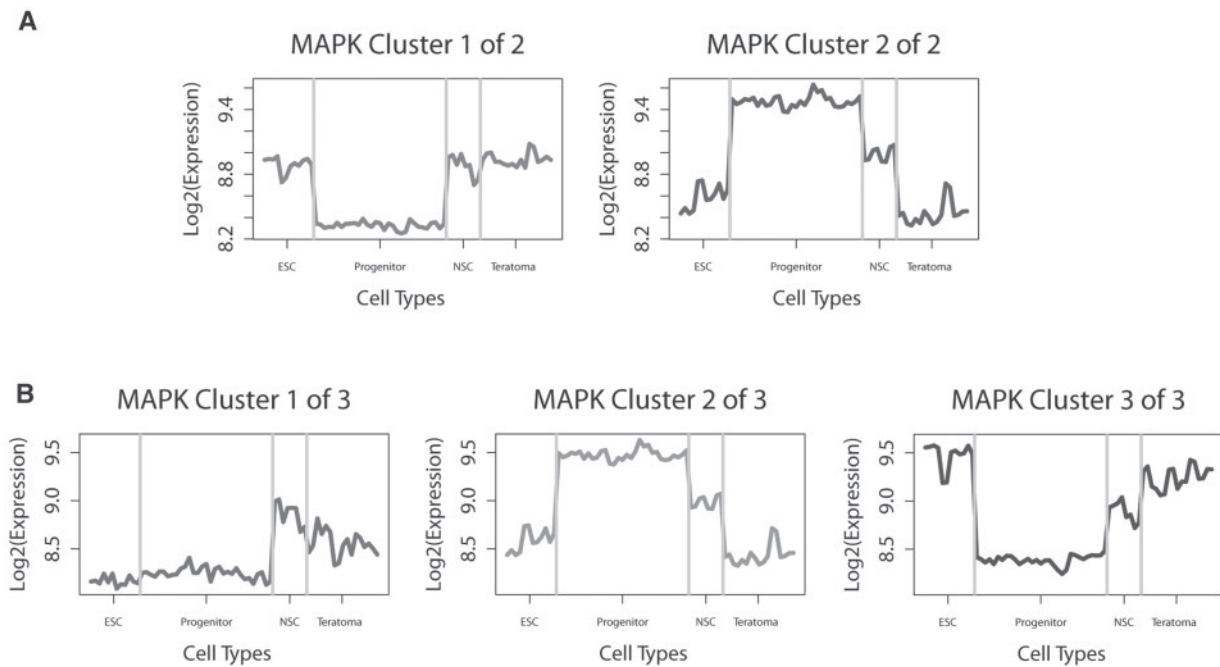 A
MAPK Cluster 1 of 2
MAPK Cluster 2 of 2
Log2(Expression)
9.4
8.8
8.2
ESC
Progenitor
NSC
Teratoma
Cell Types
Log2(Expression)
9.4
8.8
8.2
ESC
Progenitor
NSC
Teratoma
Cell Types
B
MAPK Cluster 1 of 3
MAPK Cluster 2 of 3
MAPK Cluster 3 of 3
Log2(Expression)
9.5
9.0
8.5
ESC
Progenitor
NSC
Teratoma
Cell Types
Log2(Expression)
9.5
9.0
8.5
ESC
Progenitor
NSC
Teratoma
Cell Types
Log2(Expression)
9.5
9.0
8.5
ESC
Progenitor
NSC
Teratoma
Cell Types